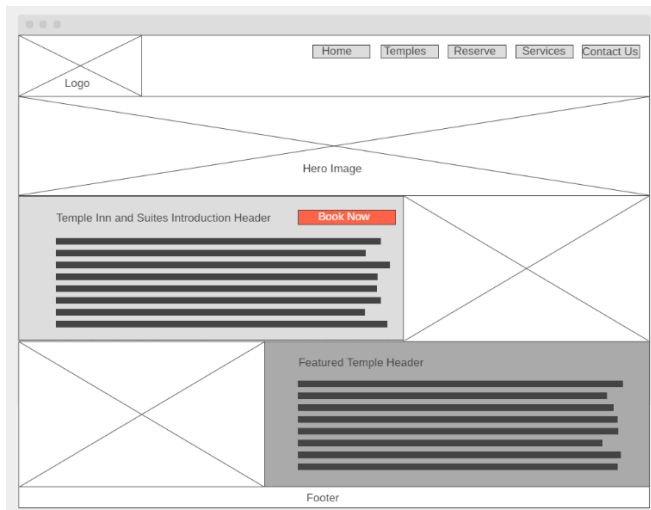 Home
Temples
Reserve
Services
Contact Us
Logo
Hero Image
Temple Inn and Suites Introduction Header
Book Now
Featured Temple Header
Footer